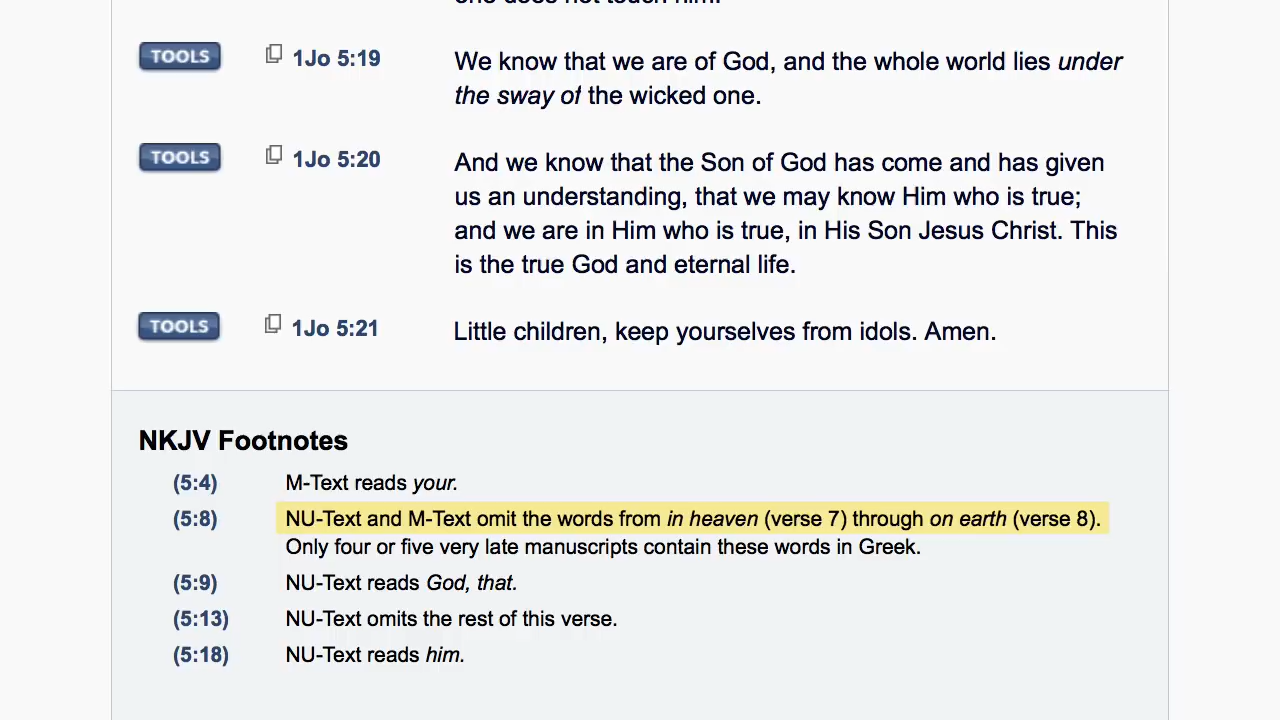 one does not touch him.
TOOLS 1Jo 5:19 We know that we are of God, and the whole world lies under
the sway of the wicked one.
TOOLS 1Jo 5:20 And we know that the Son of God has come and has given
us an understanding, that we may know Him who is true;
and we are in Him who is true, in His Son Jesus Christ. This
is the true God and eternal life.
TOOLS 1Jo 5:21 Little children, keep yourselves from idols. Amen.
NKJV Footnotes
(5:4) M-Text reads your.
(5:8) NU-Text and M-Text omit the words from in heaven (verse 7) through on earth (verse 8).
Only four or five very late manuscripts contain these words in Greek.
(5:9) NU-Text reads God, that.
(5:13) NU-Text omits the rest of this verse.
(5:18) NU-Text reads him.